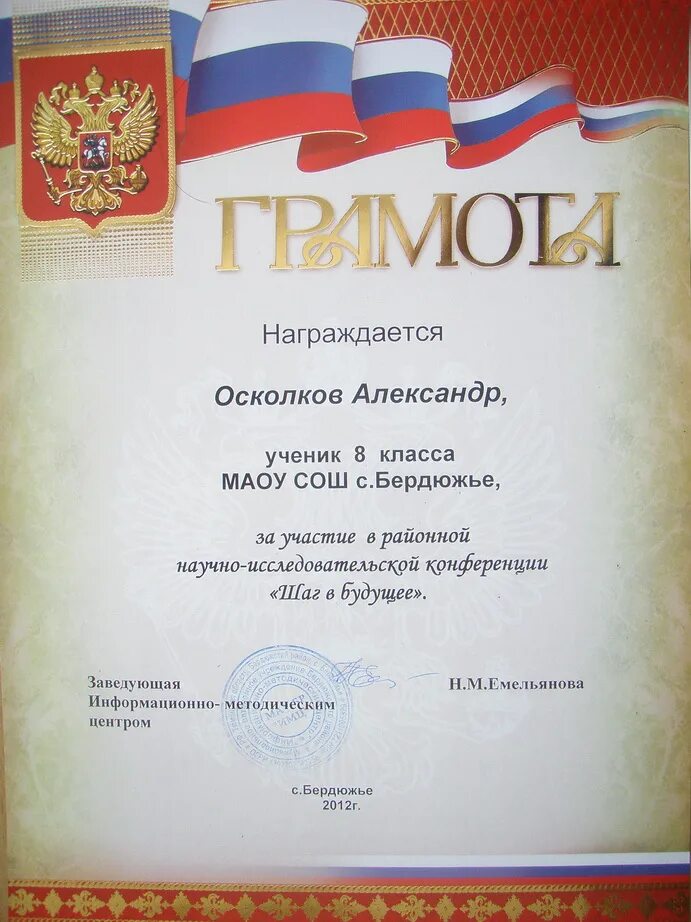 ГРАМОТА
Награждается
Осколков Александр,
ученик 8 класса
МАОУ СОШ с.Бердюжье,
за участие в районной
научно-исследовательской конференции
«Шаг в будущее».
Заведующая
Информационно- методическим
центром
Н.М.Емельянова
"ИМЦ"
с.Бердюжье
2012г.